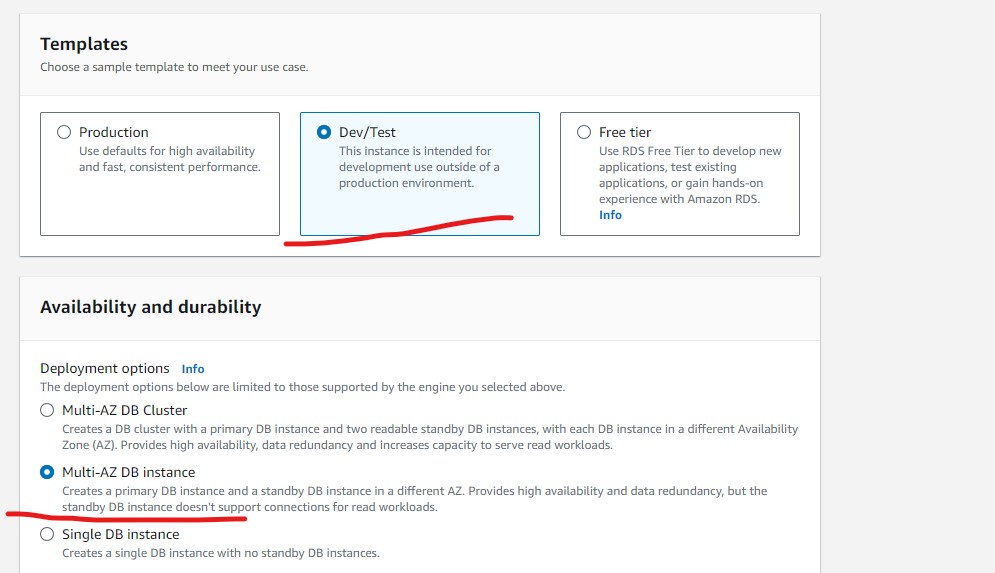 Templates
Choose a sample template to meet your use case.
Production
Use defaults for high availability
and fast, consistent performance.
Dev/Test
This instance is intended for
development use outside of a
production environment.
Free tier
Use RDS Free Tier to develop new
applications, test existing
applications, or gain hands-on
experience with Amazon RDS.
Info
Availability and durability
Deployment options Info
The deployment options below are limited to those supported by the engine you selected above.
Multi-AZ DB Cluster
Creates a DB cluster with a primary DB instance and two readable standby DB instances, with each DB instance in a different Availability
Zone (AZ). Provides high availability, data redundancy and increases capacity to serve read workloads.
Multi-AZ DB instance
Creates a primary DB instance and a standby DB instance in a different AZ. Provides high availability and data redundancy, but the
standby DB instance doesn't support connections for read workloads.
Single DB instance
Creates a single DB instance with no standby DB instances.